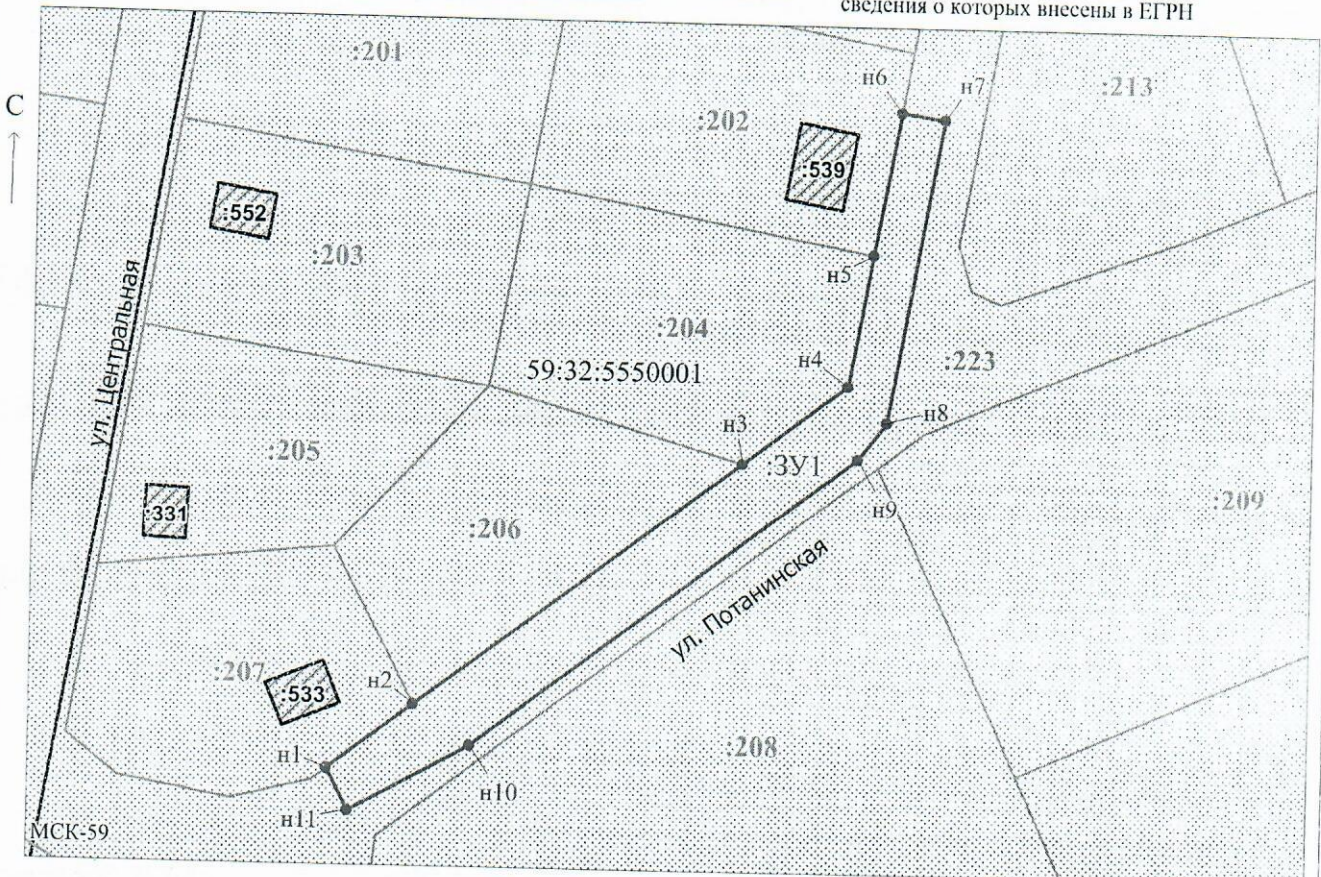 сведения о которых внесены в ЕГРН
:201
С
н6
н7
:213
:202
:539
:552
:203
н5
ул. Центральная
:204
59:32:5550001
н4
:223
н3
н8
:ЗУ1
:205
н9
:209
:331
:206
ул. Потанинская
:207
:533
н2
:208
н1
н10
н11
МСК-59